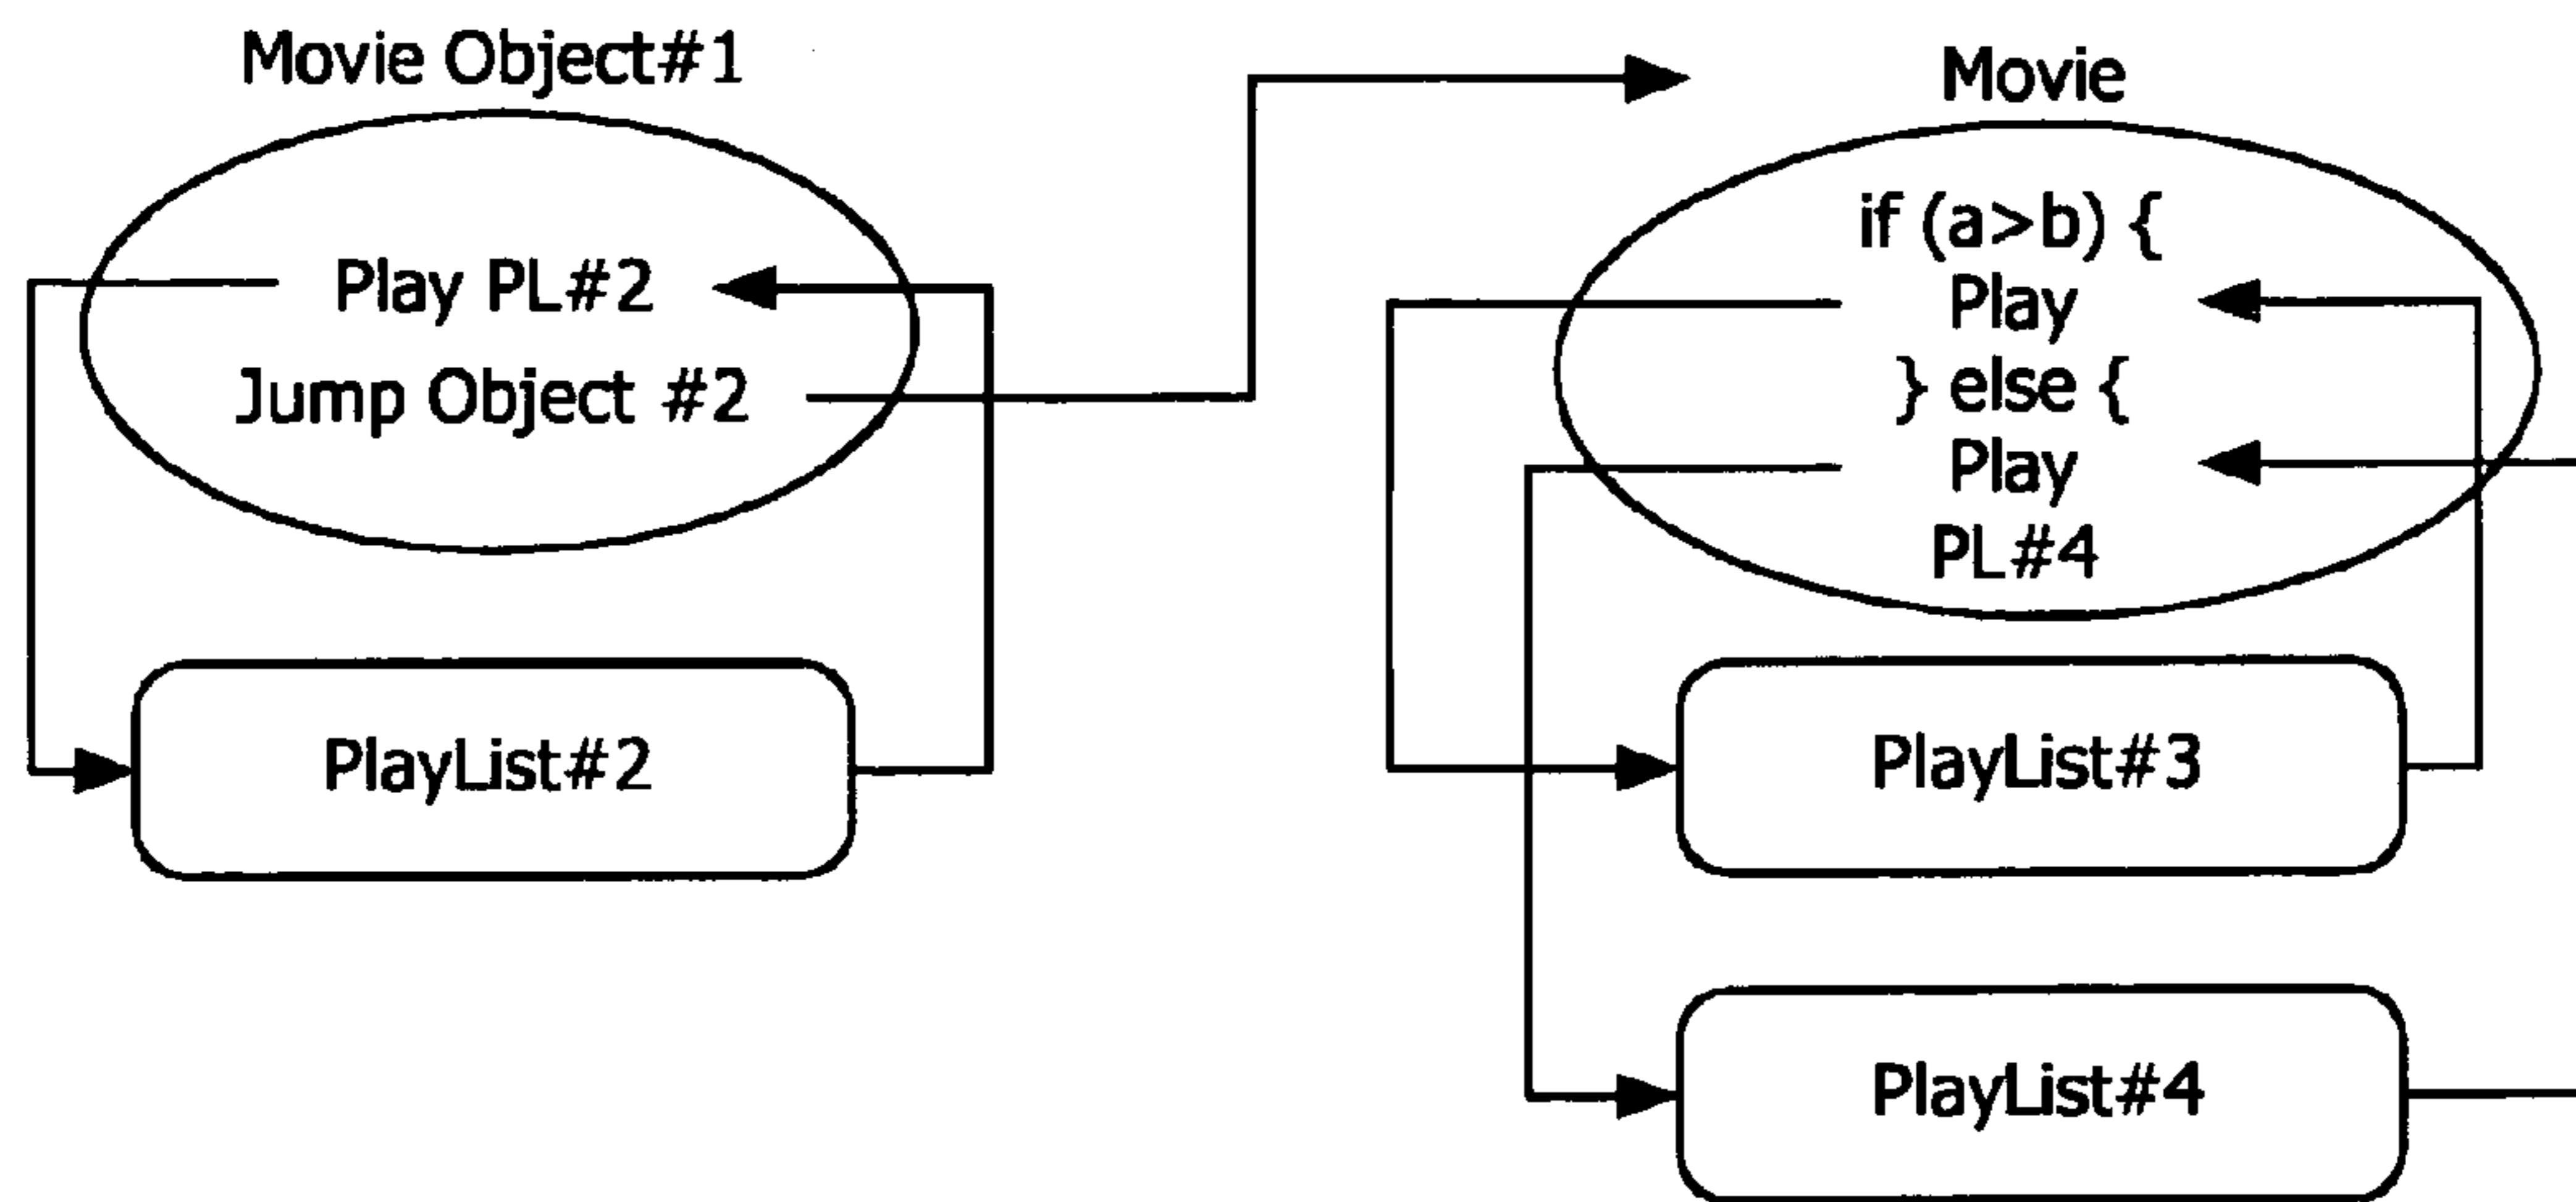 Movie Object#1
Play PL#2
Jump Object #2
PlayList#2
Movie
if (a>b) {
Play
} else {
Play
PL#4
PlayList#3
PlayList#4